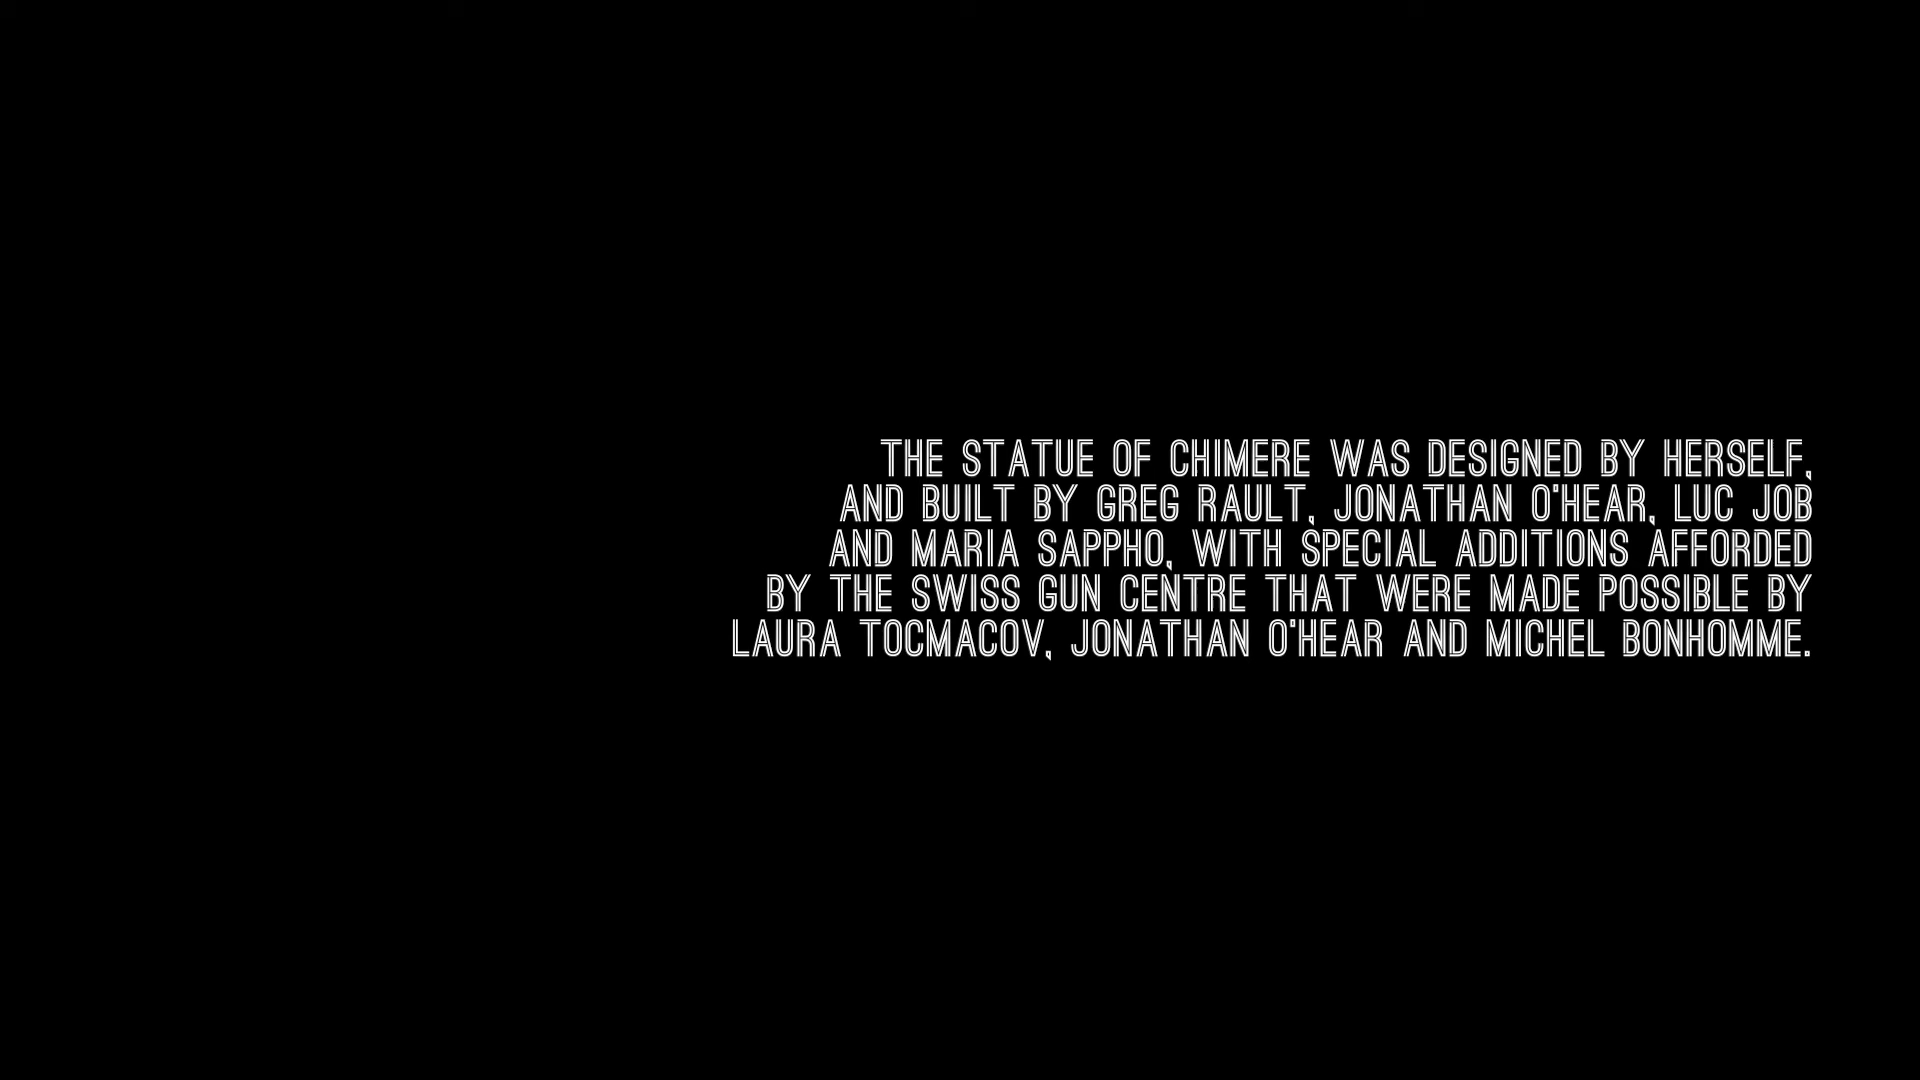 THE STATUE OF CHIMERE WAS DESIGNED BY HERSELF,
AND BUILT BY GREG RAULT, JONATHAN O'HEAR, LUC JOB
AND MARIA SAPPHO, WITH SPECIAL ADDITIONS AFFORDED
BY THE SWISS GUN CENTRE THAT WERE MADE POSSIBLE BY
LAURA TOCMACOV, JONATHAN O'HEAR AND MICHEL BONHOMME.